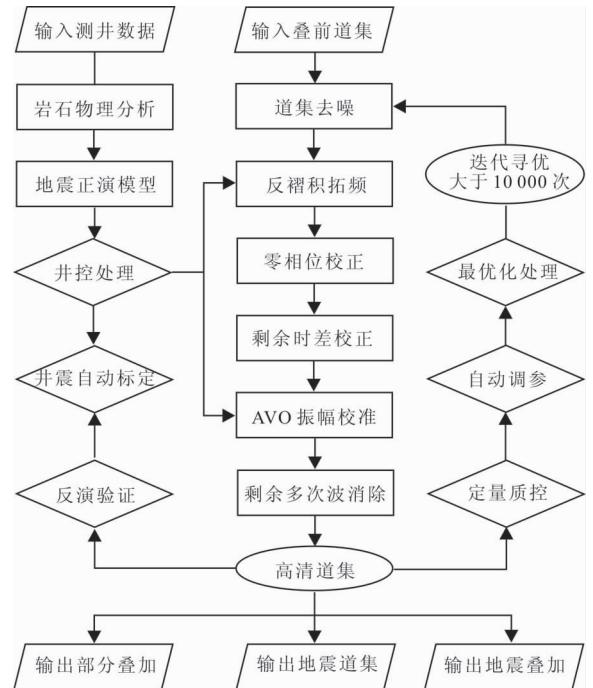 输入测井数据
输入叠前道集
岩石物理分析
道集去噪
迭代寻优
大于10 000次
地震正演模型
反褶积拓频
井控处理
零相位校正
最优化处理
井震自动标定
剩余时差校正
自动调参
AVO振幅校准
反演验证
剩余多次波消除
定量质控
高清道集
输出部分叠加
输出地震道集
输出地震叠加